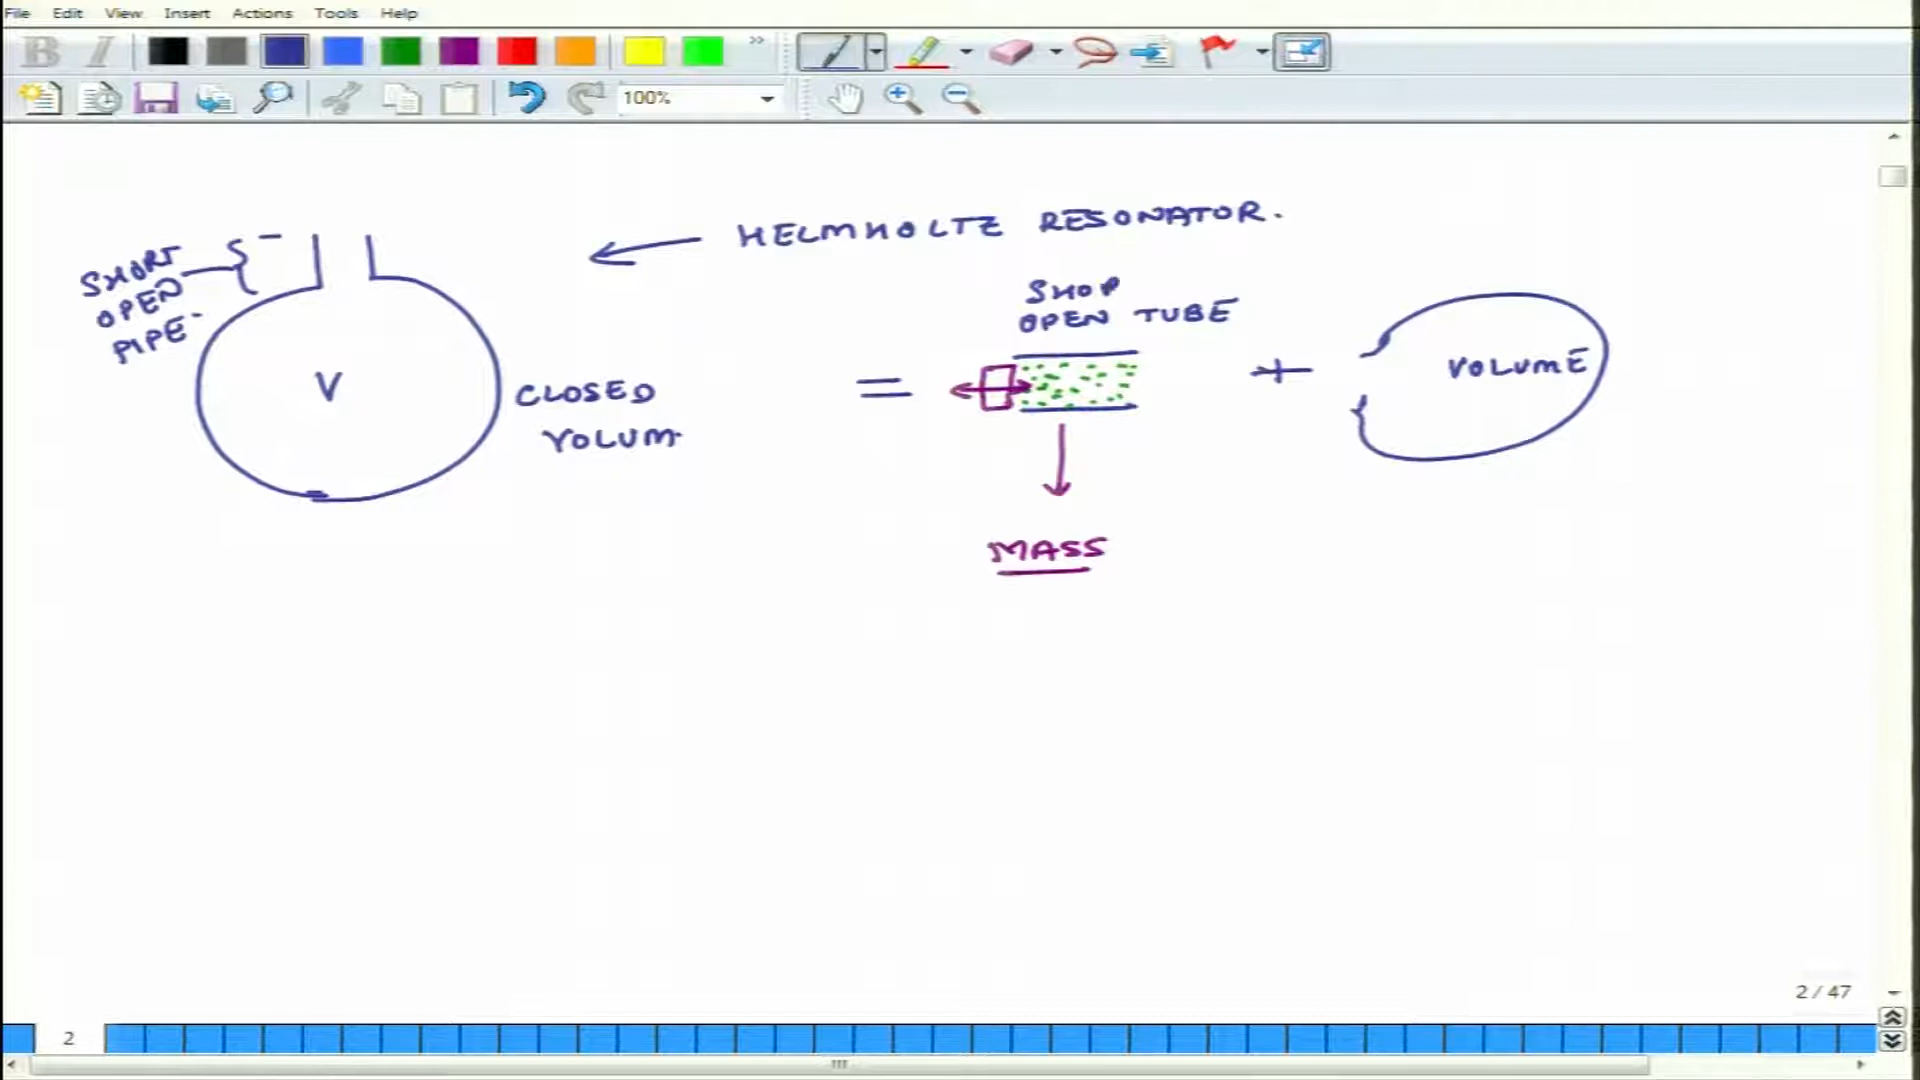 File Edit View Insert Actions Tools Help
B I
100%
HELMHOLTZ RESONATOR.
SHORT
OPEN
PIPE
V
CLOSED
VOLUM
=
SHOP
OPEN TUBE
+
VOLUME
MASS
2 / 47
2